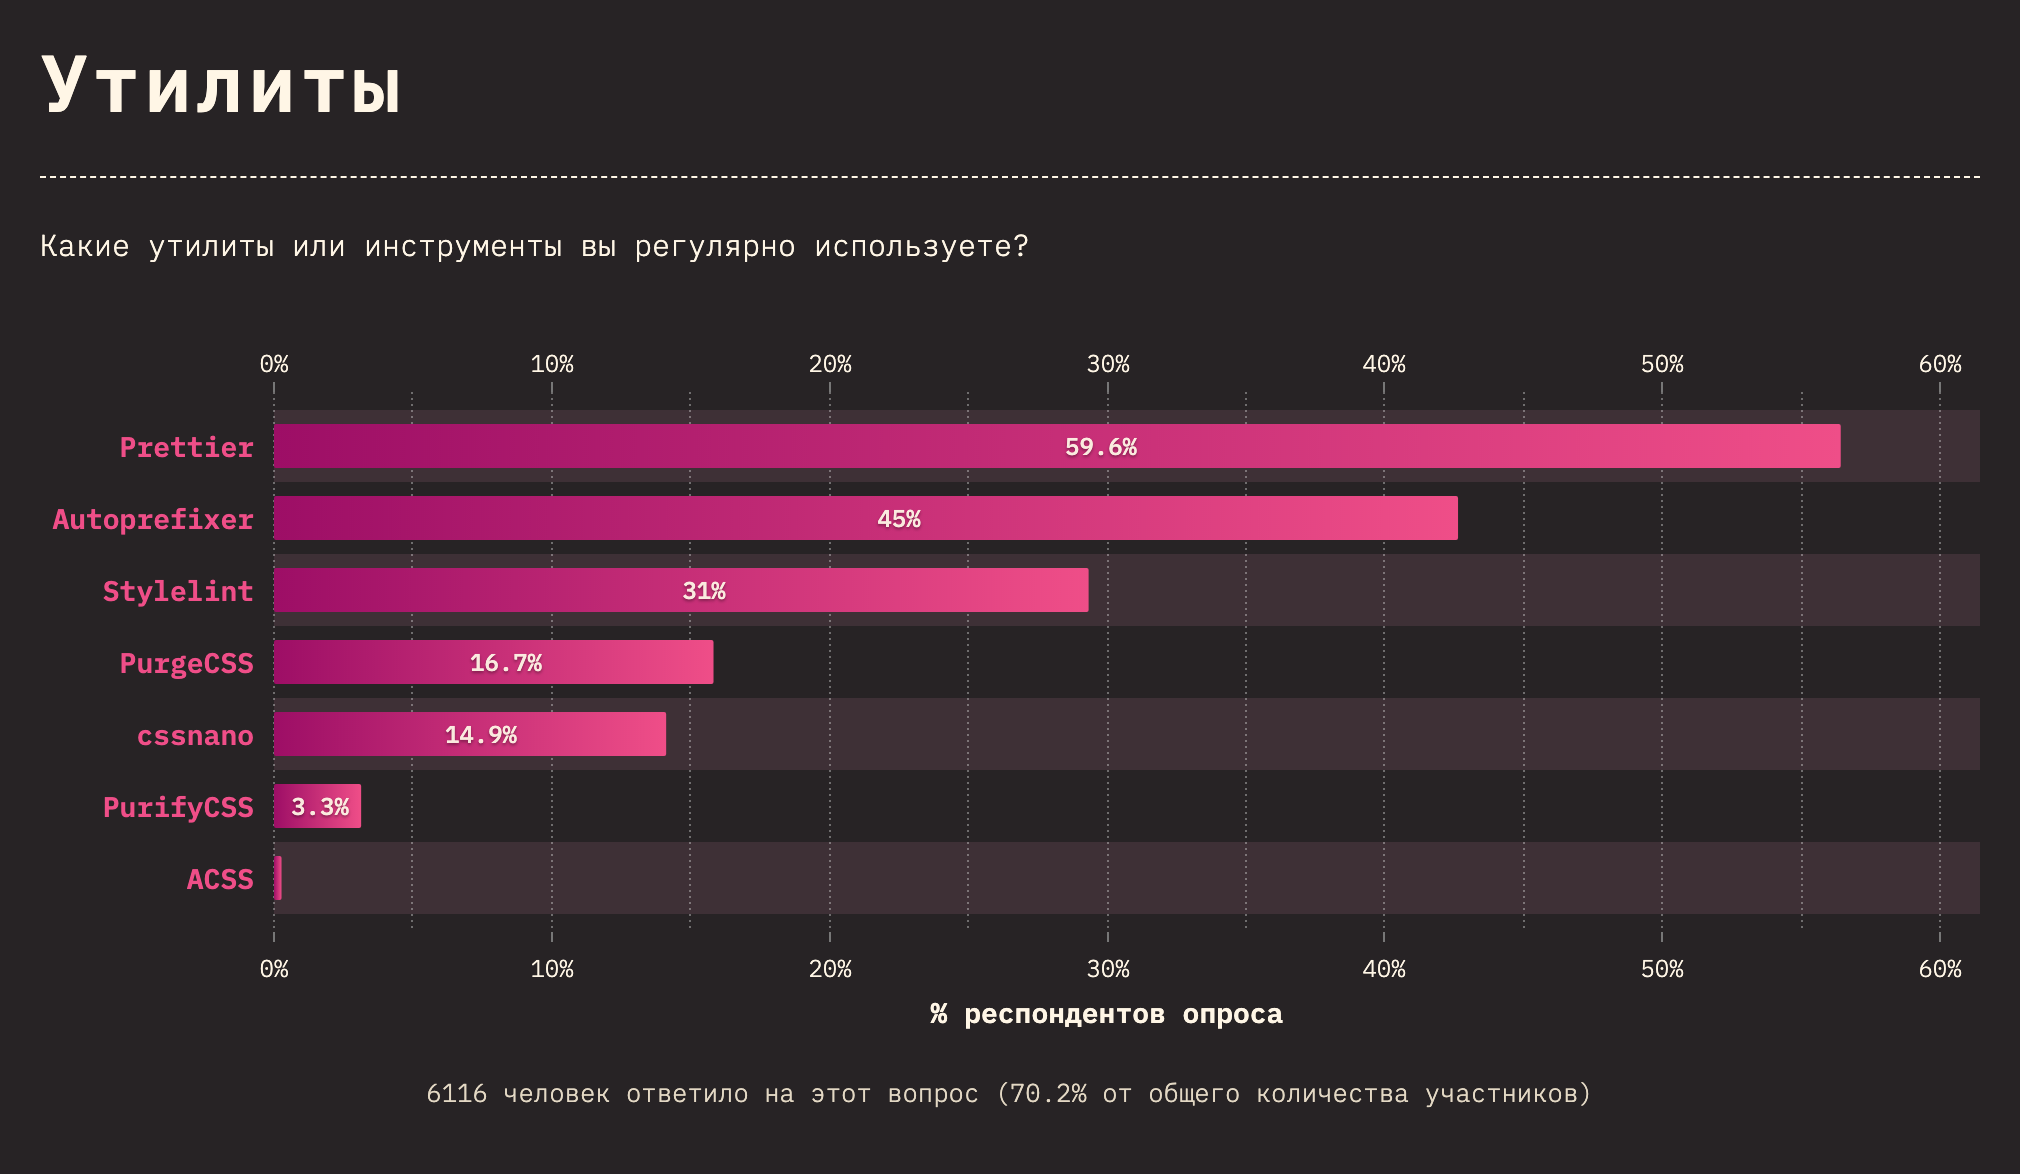 Утилиты
Какие утилиты или инструменты вы регулярно используете?
0% 10% 20% 30% 40% 50% 60%
Prettier 59.6%
Autoprefixer 45%
Stylelint 31%
PurgeCSS 16.7%
cssnano 14.9%
PurifyCSS 3.3%
ACSS
0% 10% 20% 30% 40% 50% 60%
% респондентов опроса
6116 человек ответило на этот вопрос (70.2% от общего количества участников)